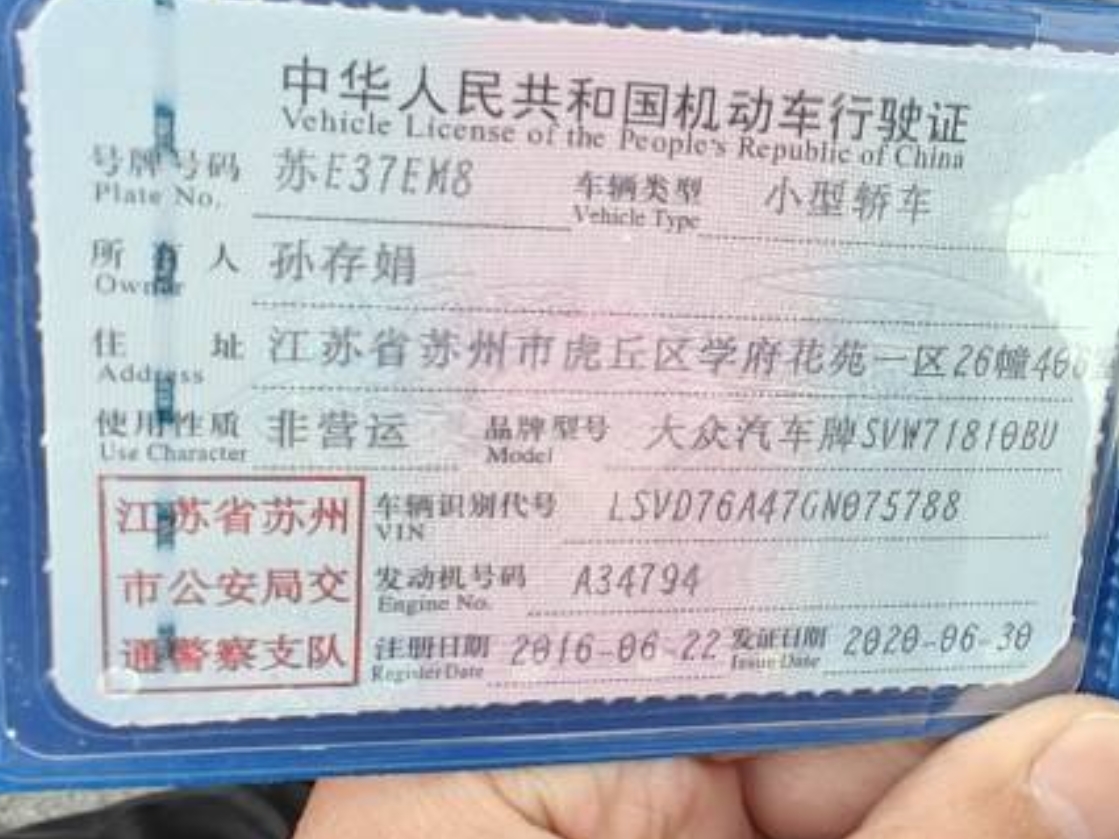 中华人民共和国机动车行驶证
Vehicle License of the People's Republic of China
号牌号码 苏E37EM8 车辆类型 小型轿车
Plate No. Vehicle Type
所有人 孙存娟
Owner
住址 江苏省苏州市虎丘区学府花苑一区26幢
Address
使用性质 非营运 品牌型号 大众汽车牌SVW71810BU
Use Character Model
江苏省苏州 车辆识别代号 LSVD76A47GN075788
VIN
市公安局交 发动机号码 A34794
Engine No.
通警察支队 注册日期 2016-06-22 发证日期 2020-06-30
Register Date Issue Date